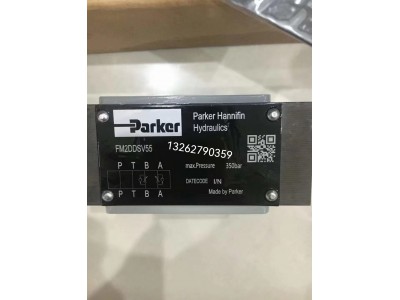 Parker
Parker Hannifin
Hydraulics
FM2DDSV55
13262790359
P T B A
max.Pressure 350bar
P T B A
DATECODE I/N
Made by Parker